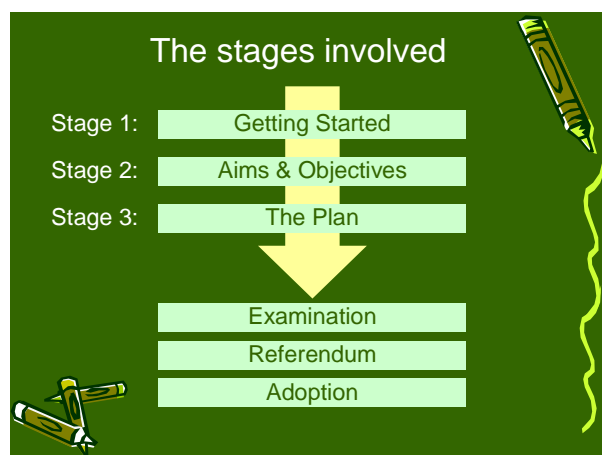 The stages involved
Stage 1: Getting Started
Stage 2: Aims & Objectives
Stage 3: The Plan
Examination
Referendum
Adoption